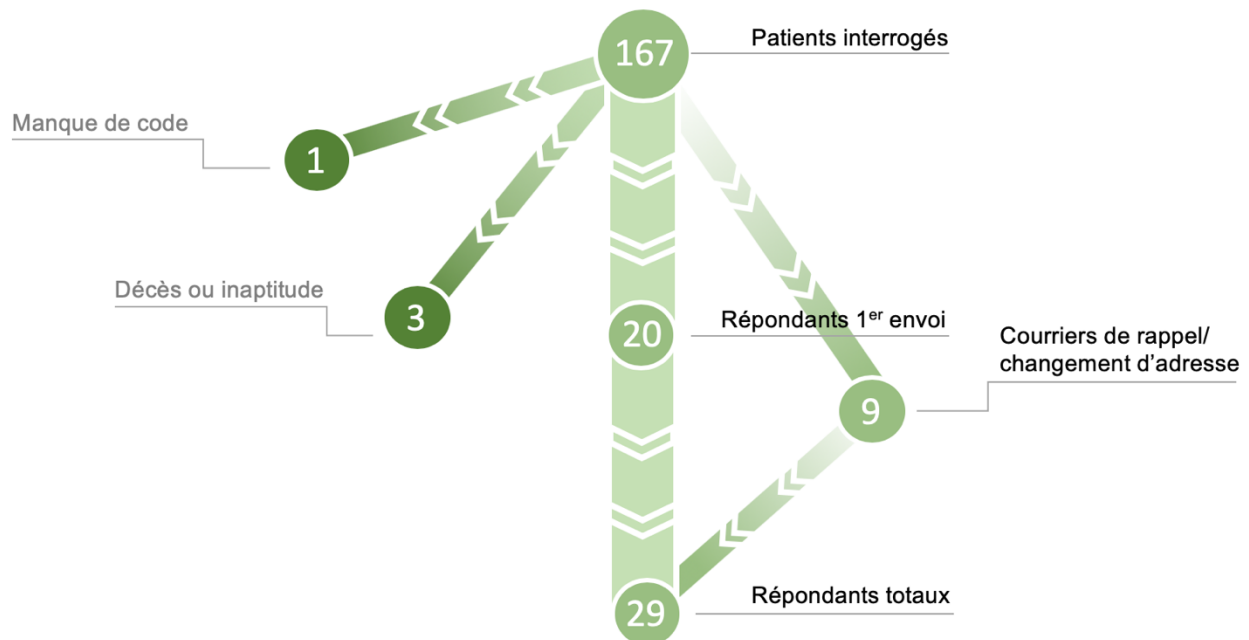 167
Patients interrogés
Manque de code
1
Décès ou inaptitude
3
20
Répondants 1er envoi
Courriers de rappel/
changement d'adresse
9
29
Répondants totaux